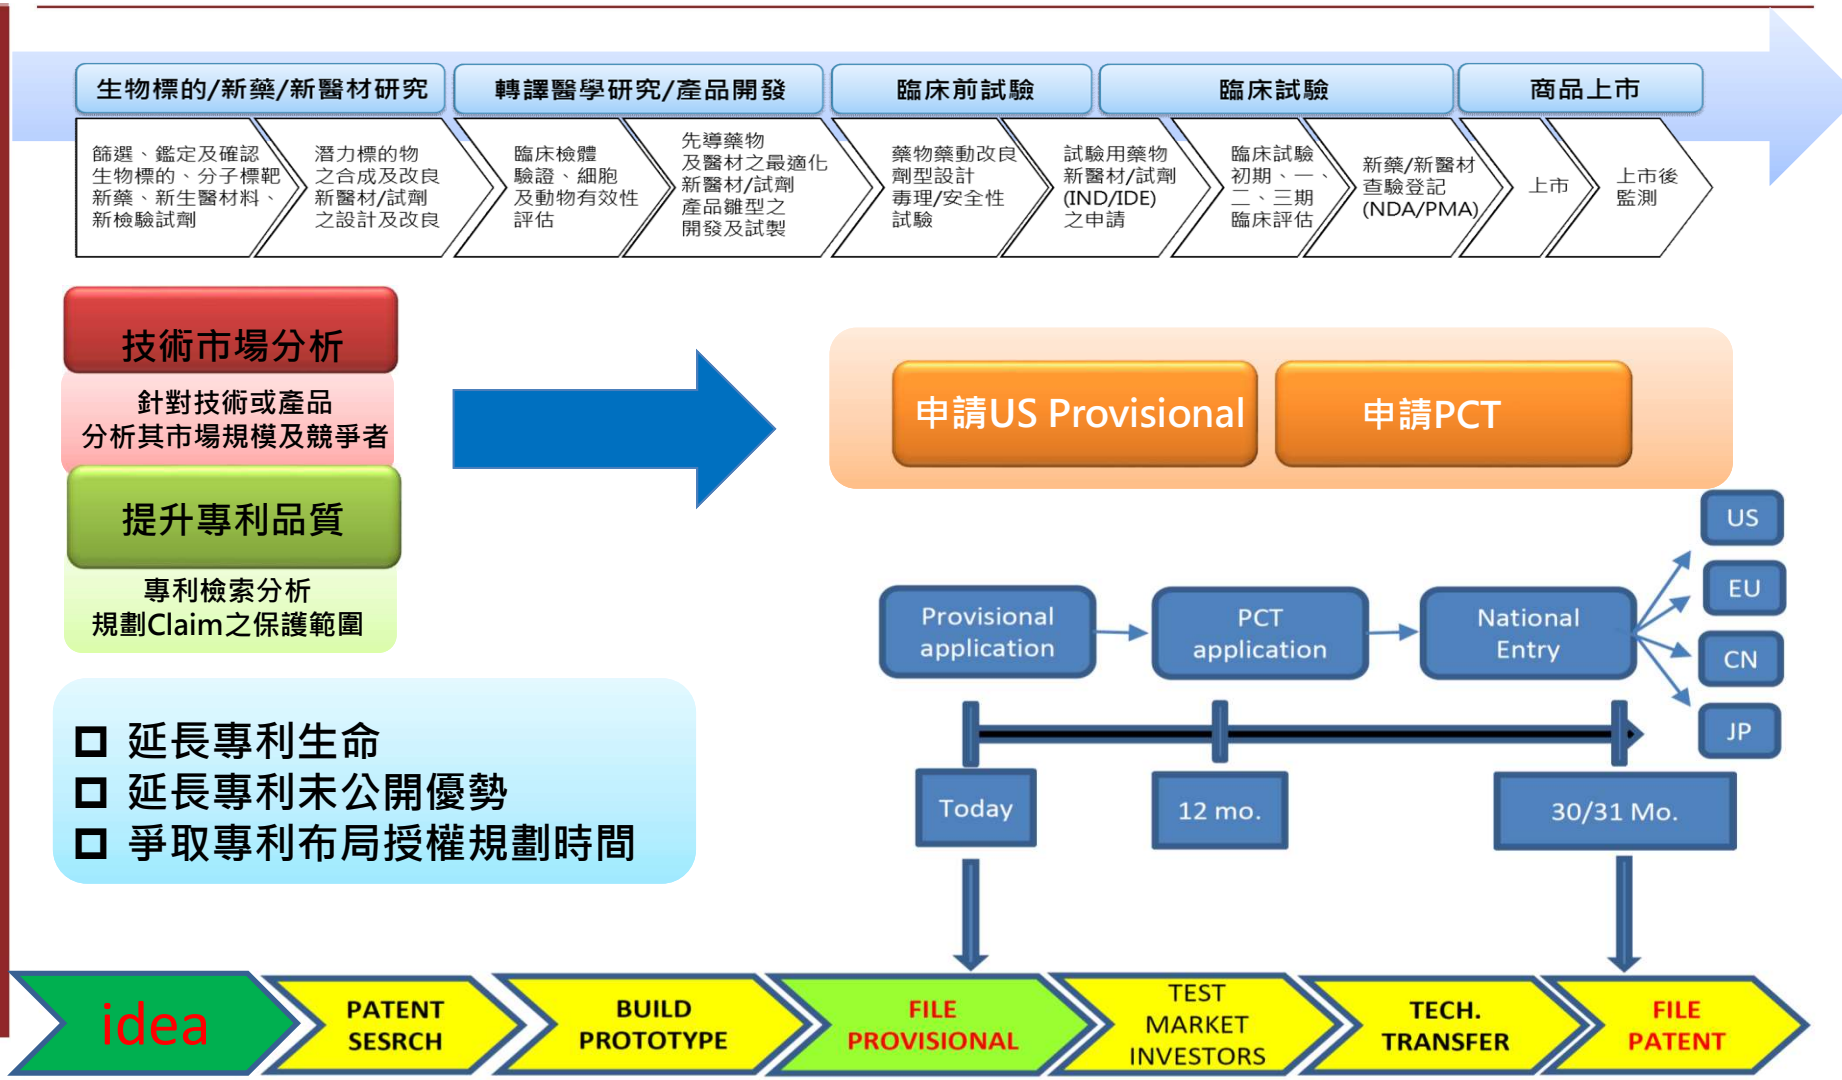 生物標的/新藥/新醫材研究
轉譯醫學研究/產品開發
臨床前試驗
臨床試驗
商品上市
篩選、鑑定及確認
生物標的、分子標靶
新藥、新生醫材料、
新檢驗試劑
潛力標的物
之合成及改良
新醫材/試劑
之設計及改良
臨床檢體
驗證、細胞
及動物有效性
評估
先導藥物
及醫材之最適化
新醫材/試劑
產品雛型之
開發及試製
藥物藥動改良
劑型設計
毒理/安全性
試驗
試驗用藥物
新醫材/試劑
(IND/IDE)
之申請
臨床試驗
初期、一、
二、三期
臨床評估
新藥/新醫材
查驗登記
(NDA/PMA)
上市
上市後
監測
技術市場分析
針對技術或產品
分析其市場規模及競爭者
提升專利品質
專利檢索分析
規劃Claim之保護範圍
申請US Provisional
申請PCT
Provisional
application
PCT
application
National
Entry
US
EU
CN
JP
Today
12 mo.
30/31 Mo.
延長專利生命
延長專利未公開優勢
爭取專利布局授權規劃時間
idea
PATENT
SESRCH
BUILD
PROTOTYPE
FILE
PROVISIONAL
TEST
MARKET
INVESTORS
TECH.
TRANSFER
FILE
PATENT